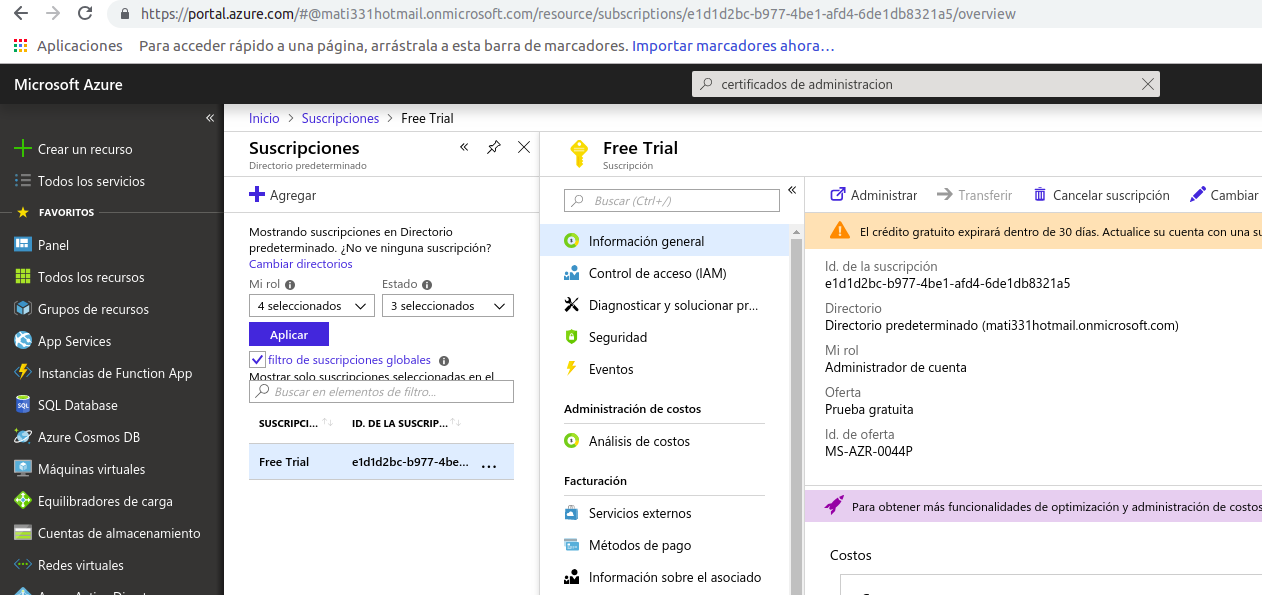 https://portal.azure.com/#@mati331hotmail.onmicrosoft.com/resource/subscriptions/e1d1d2bc-b977-4be1-afd4-6de1db8321a5/overview
Aplicaciones Para acceder rápido a una página, arrástrala a esta barra de marcadores. Importar marcadores ahora…
Microsoft Azure
certificados de administracion
«
Crear un recurso
Todos los servicios
FAVORITOS
Panel
Todos los recursos
Grupos de recursos
App Services
Instancias de Function App
SQL Database
Azure Cosmos DB
Máquinas virtuales
Equilibradores de carga
Cuentas de almacenamiento
Redes virtuales
Inicio > Suscripciones > Free Trial
Suscripciones
Directorio predeterminado
«
Agregar
Mostrando suscripciones en Directorio
predeterminado. ¿No ve ninguna suscripción?
Cambiar directorios
Mi rol Estado
4 seleccionados 3 seleccionados
Aplicar
filtro de suscripciones globales
Mostrar solo suscripciones seleccionadas en el
Buscar en elementos de filtro...
SUSCRIPCI... ID. DE LA SUSCRIP...
Free Trial e1d1d2bc-b977-4be... ...
Free Trial
Suscripción
Buscar (Ctrl+/)
«
Información general
Control de acceso (IAM)
Diagnosticar y solucionar pr...
Seguridad
Eventos
Administración de costos
Análisis de costos
Facturación
Servicios externos
Métodos de pago
Información sobre el asociado
Administrar Transferir Cancelar suscripción Cambiar
El crédito gratuito expirará dentro de 30 días. Actualice su cuenta con una su
Id. de la suscripción
e1d1d2bc-b977-4be1-afd4-6de1db8321a5
Directorio
Directorio predeterminado (mati331hotmail.onmicrosoft.com)
Mi rol
Administrador de cuenta
Oferta
Prueba gratuita
Id. de oferta
MS-AZR-0044P
Para obtener más funcionalidades de optimización y administración de costos
Costos